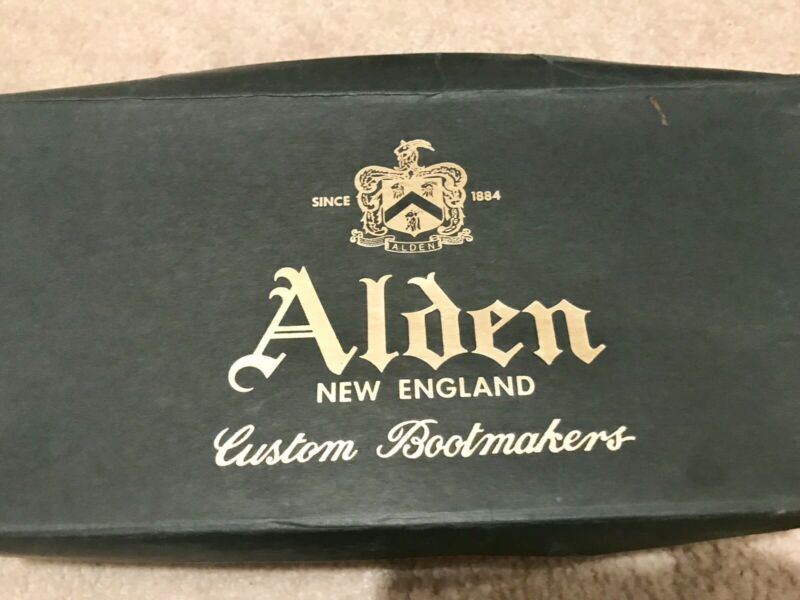 SINCE 1884
ALDEN
Alden
NEW ENGLAND
Custom Bootmakers